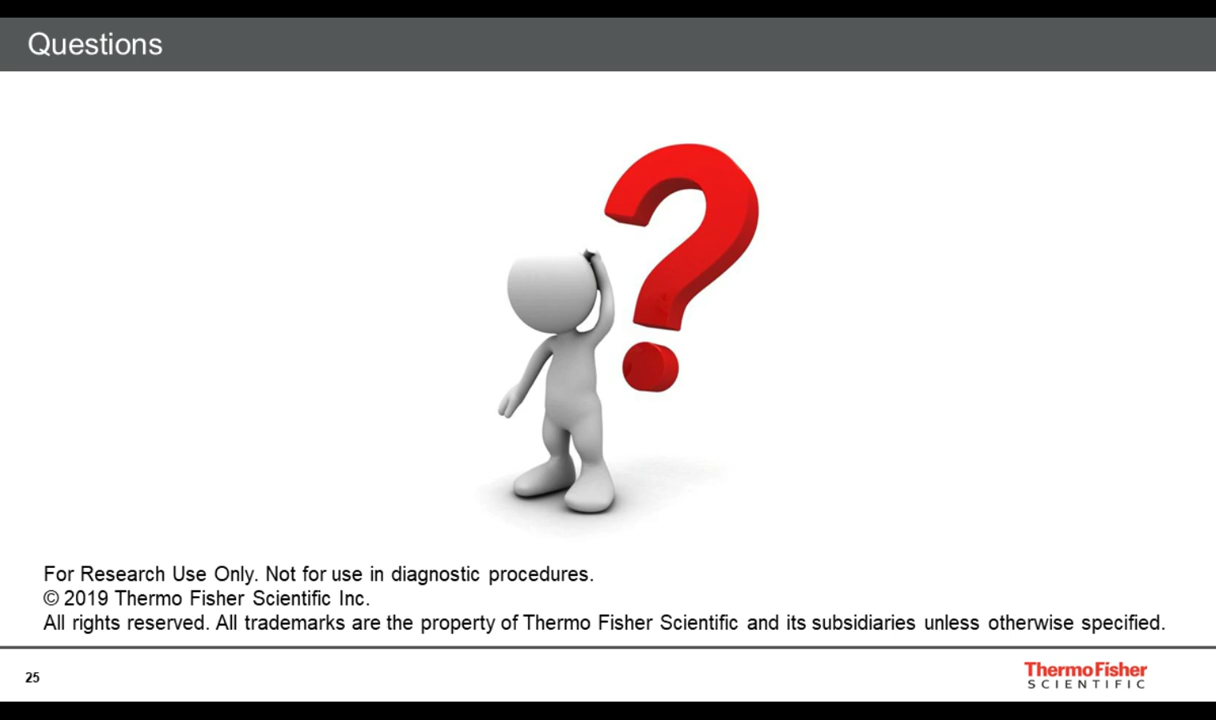 Questions
For Research Use Only. Not for use in diagnostic procedures.
© 2019 Thermo Fisher Scientific Inc.
All rights reserved. All trademarks are the property of Thermo Fisher Scientific and its subsidiaries unless otherwise specified.
25
ThermoFisher
SCIENTIFIC